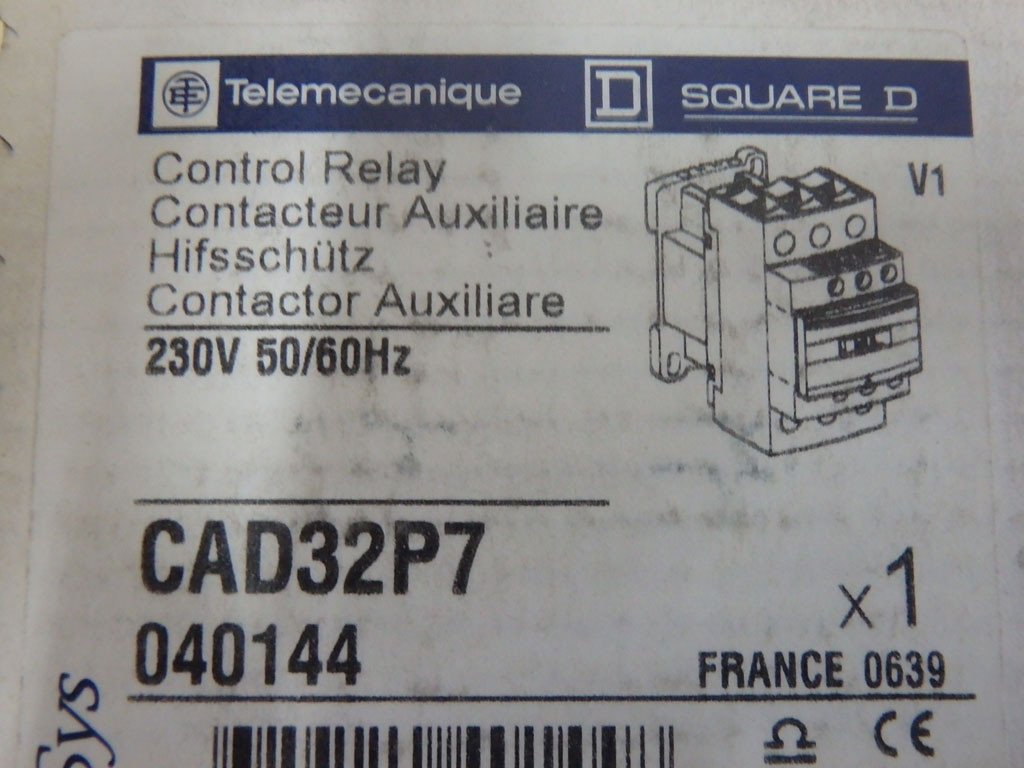 Telemecanique D SQUARE D
Control Relay
Contacteur Auxiliaire
Hifsschütz
Contactor Auxiliare
230V 50/60Hz
V1
CAD32P7
040144
x1
FRANCE 0639
CE